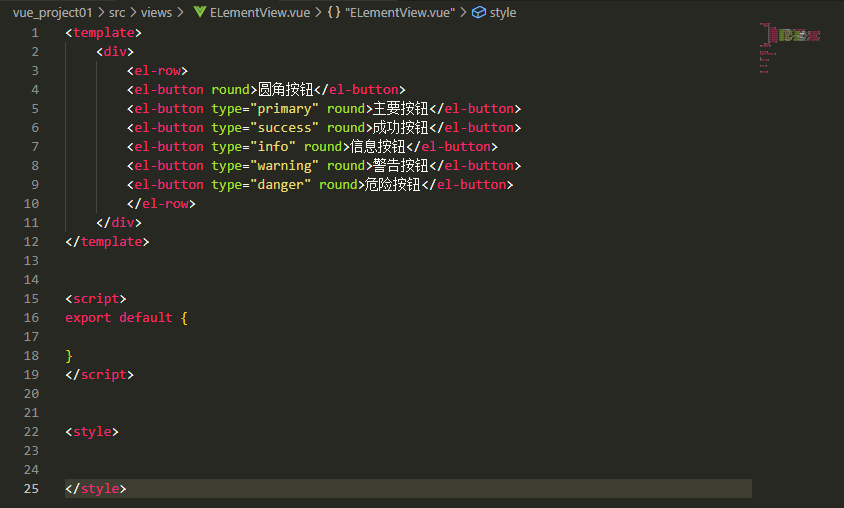 vue_project01 > src > views > ELementView.vue > {} "ELementView.vue" > style
1 <template>
2 <div>
3 <el-row>
4 <el-button round>圆角按钮</el-button>
5 <el-button type="primary" round>主要按钮</el-button>
6 <el-button type="success" round>成功按钮</el-button>
7 <el-button type="info" round>信息按钮</el-button>
8 <el-button type="warning" round>警告按钮</el-button>
9 <el-button type="danger" round>危险按钮</el-button>
10 </el-row>
11 </div>
12 </template>
13
14
15 <script>
16 export default {
17
18 }
19 </script>
20
21
22 <style>
23
24
25 </style>